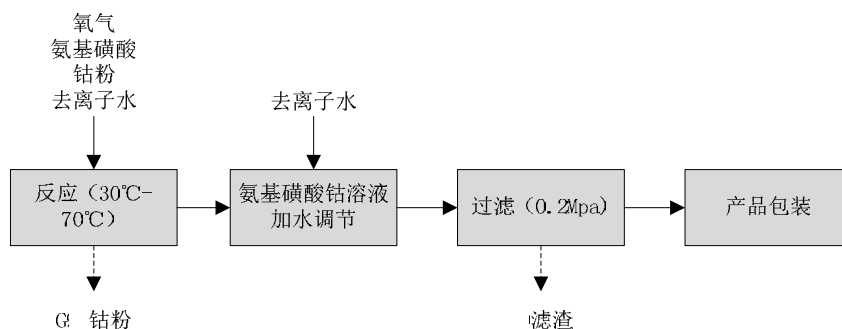 氧气
氨基磺酸
钴粉
去离子水
去离子水
反应（30℃-
70℃）
氨基磺酸钴溶液
加水调节
过滤（0.2Mpa）
产品包装
钴粉
滤渣